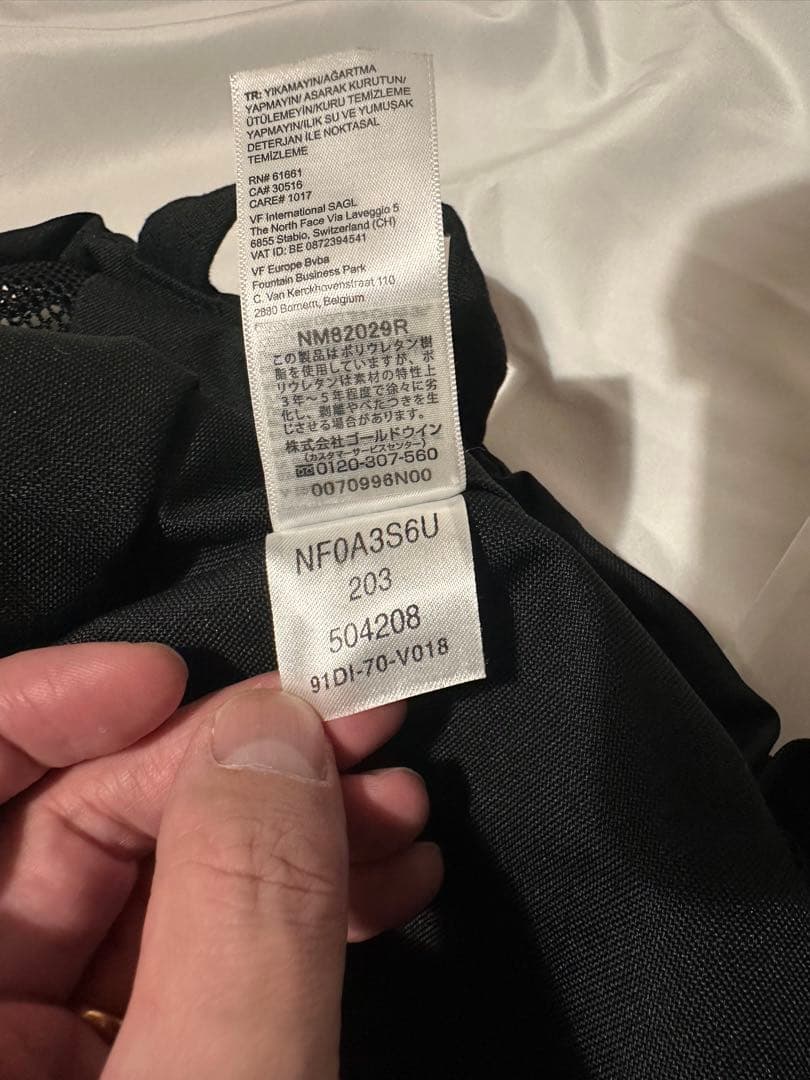 TR: YIKAMAYIN/AĞARTMA
YAPMAYIN/ ASARAK KURUTUN/
ÜTÜLEMEYİN/KURU TEMİZLEME
YAPMAYIN/ILIK SU VE YUMUŞAK
DETERJAN İLE NOKTASAL
TEMİZLEME
RN# 61661
CA# 30516
CARE# 1017
VF International SAGL
The North Face Via Laveggio 5
6855 Stabio, Switzerland (CH)
VAT ID: BE 0872394541
VF Europe Bvba
Fountain Business Park
C. Van Kerckhovenstraat 110
2880 Bornem, Belgium
NM82029R
この製品はポリウレタン樹
脂を使用していますが、ポ
リウレタンは素材の特性上
3年〜5年程度で徐々に劣
化し、剥離やべたつきを生
じさせる場合があります。
株式会社ゴールドウイン
(カスタマーサービスセンター)
0120-307-560
0070996N00
NF0A3S6U
203
504208
91DI-70-V018